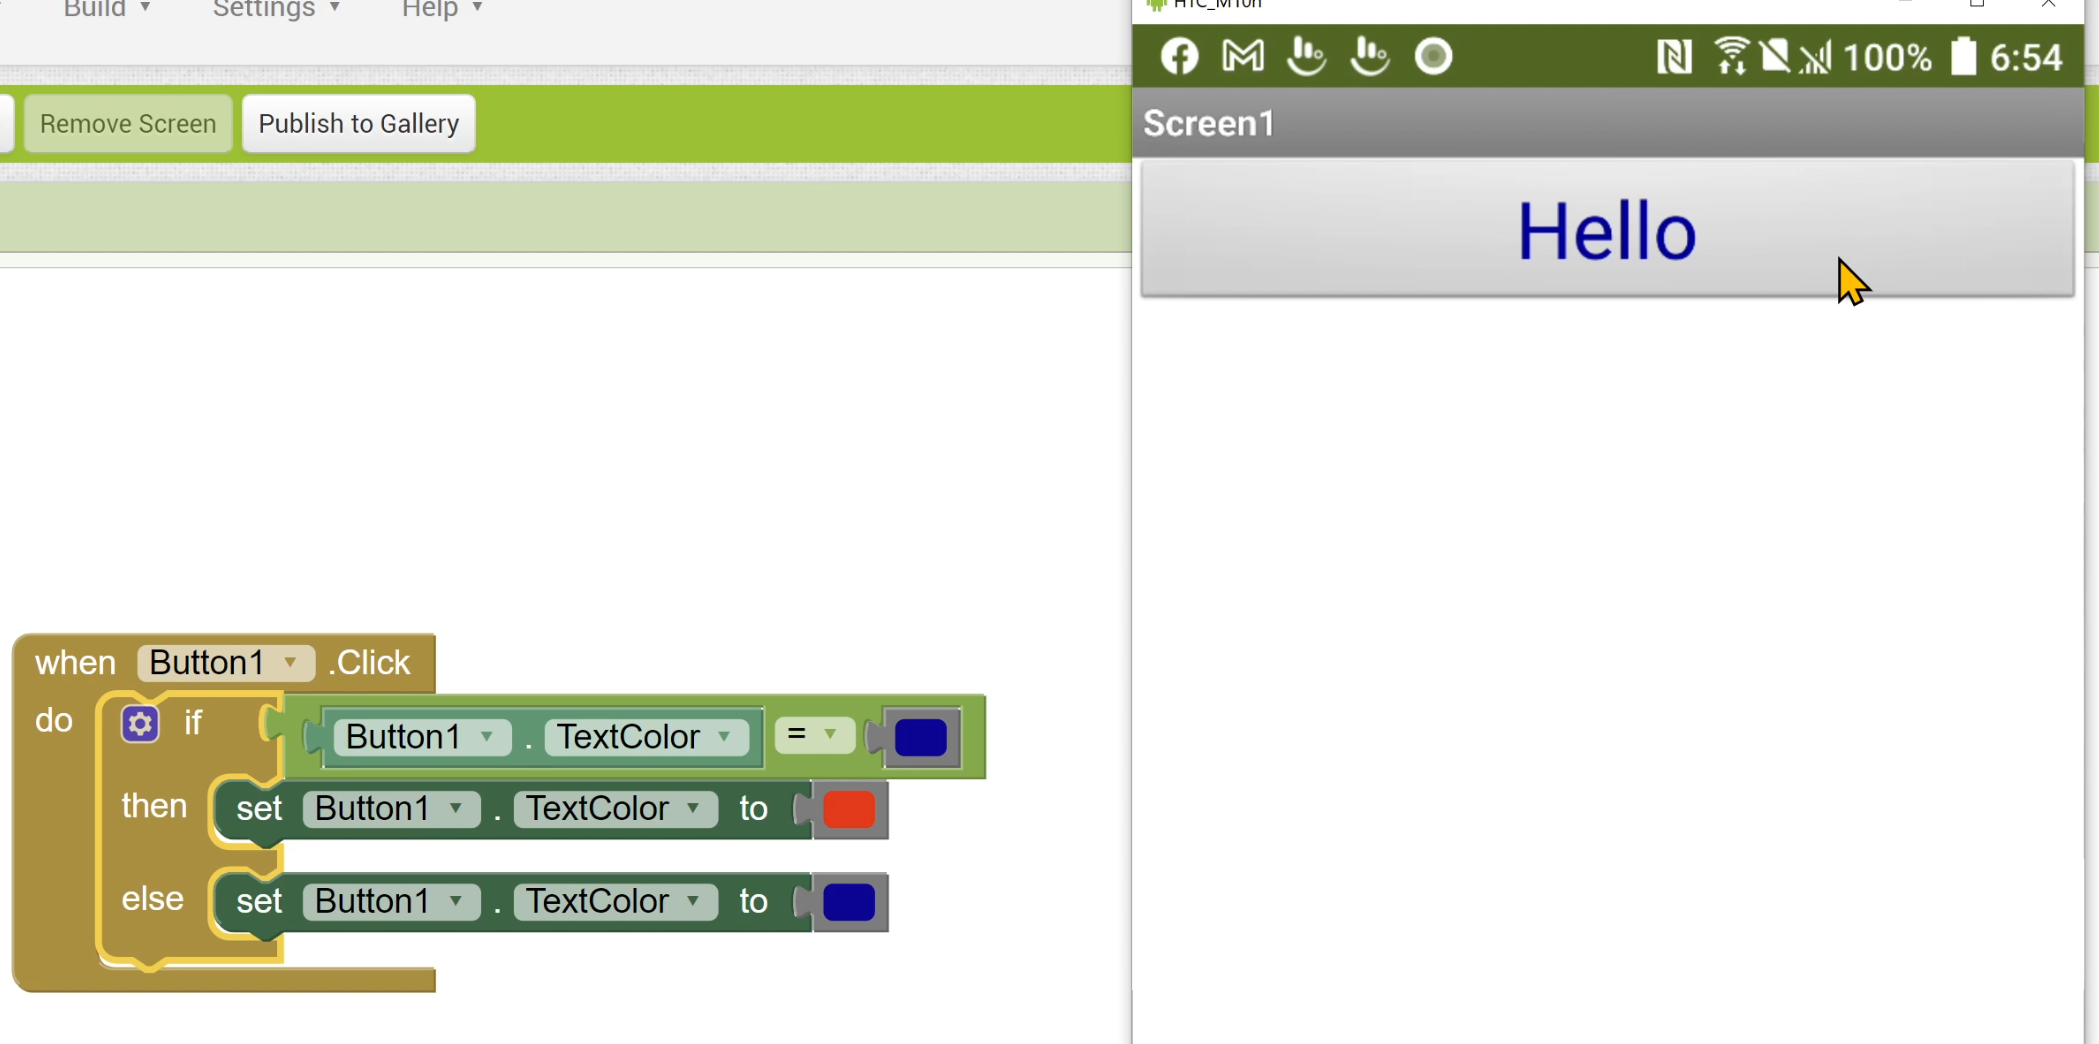 Build ▾ Settings ▾ Help ▾
HTC_M10h
100% 6:54
Remove Screen Publish to Gallery
Screen1
Hello
when Button1 ▾ .Click
do if Button1 ▾ . TextColor ▾ = ▾
then set Button1 ▾ . TextColor ▾ to
else set Button1 ▾ . TextColor ▾ to